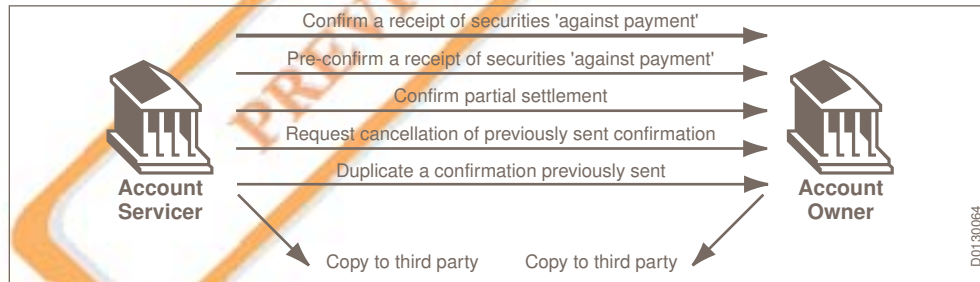 Confirm a receipt of securities 'against payment'
Pre-confirm a receipt of securities 'against payment'
Confirm partial settlement
Request cancellation of previously sent confirmation
Duplicate a confirmation previously sent
Account
Servicer
Account
Owner
Copy to third party
Copy to third party
D0130064